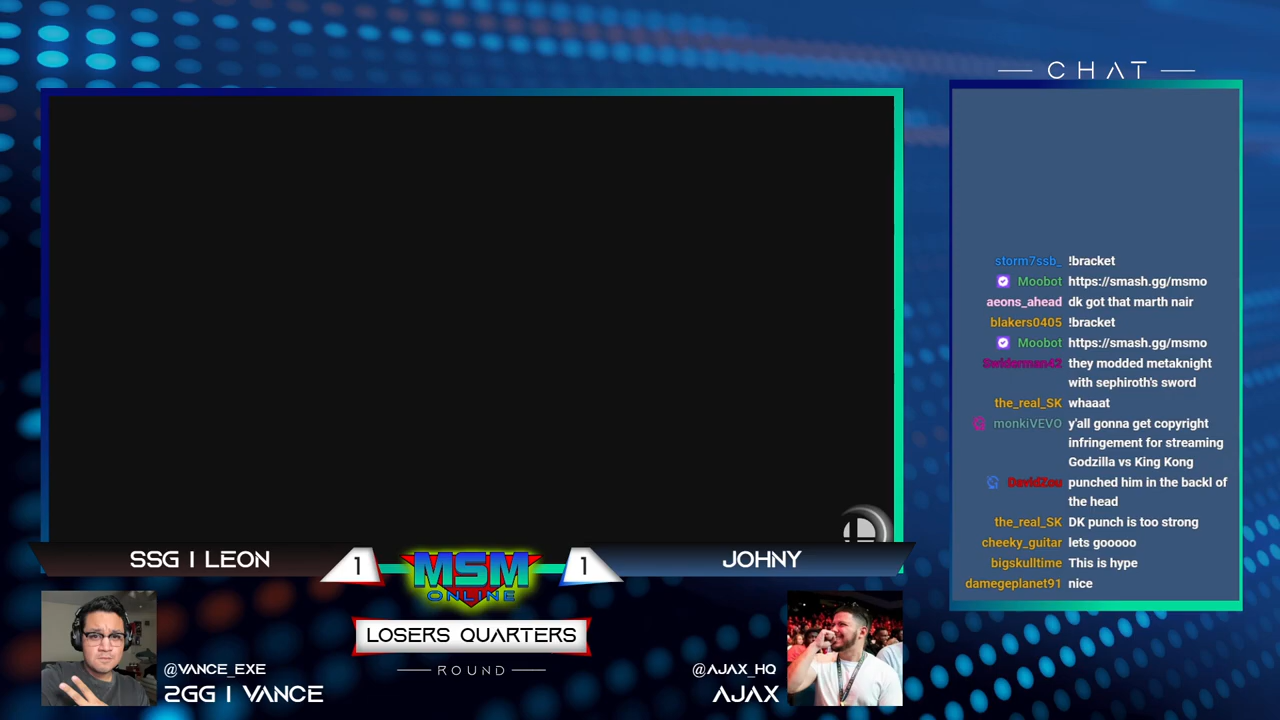 CHAT
storm7ssb_ !bracket
Moobot https://smash.gg/msmo
aeons_ahead dk got that marth nair
blakers0405 !bracket
Moobot https://smash.gg/msmo
Swiderman42 they modded metaknight
with sephiroth's sword
the_real_SK whaaat
monkiVEVO y'all gonna get copyright
infringement for streaming
Godzilla vs King Kong
DavidZou punched him in the backl of
the head
the_real_SK DK punch is too strong
cheeky_guitar lets gooooo
bigskulltime This is hype
damegeplanet91 nice
SSG | LEON 1 MSM 1 JOHNY
ONLINE
LOSERS QUARTERS
ROUND
@VANCE_EXE
2GG | VANCE
@AJAX_HQ
AJAX